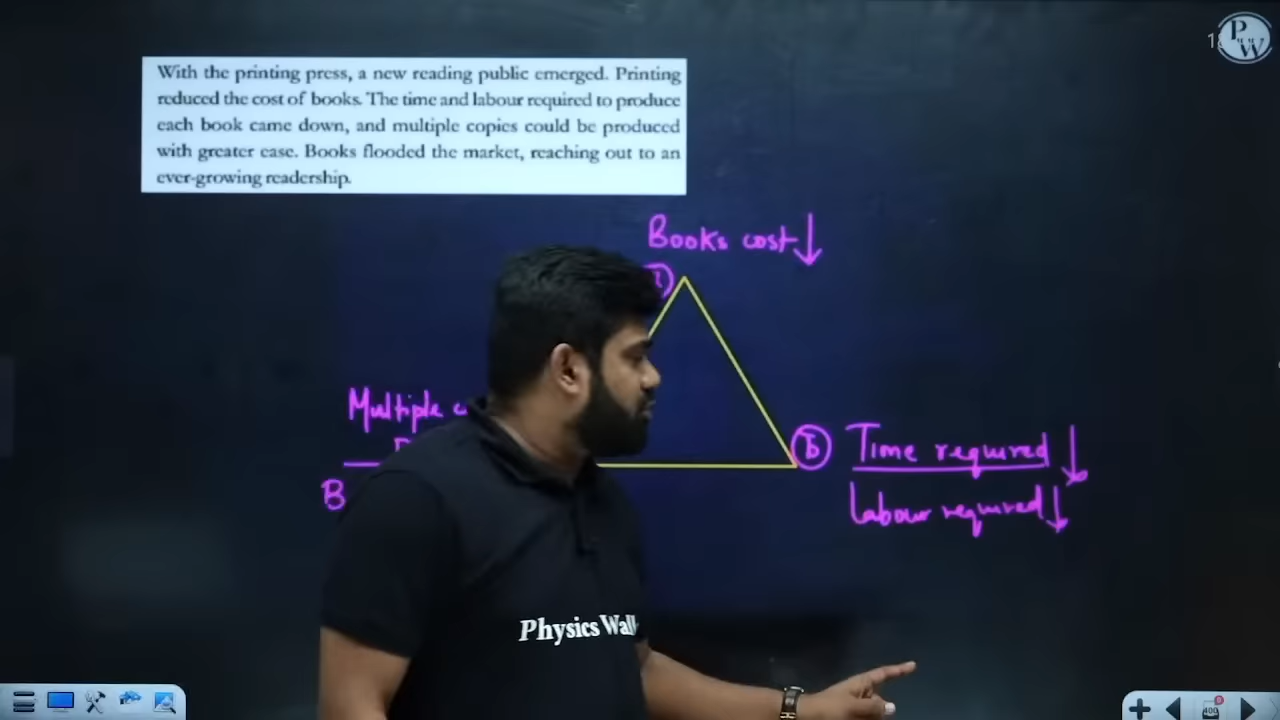 With the printing press, a new reading public emerged. Printing
reduced the cost of books. The time and labour required to produce
each book came down, and multiple copies could be produced
with greater ease. Books flooded the market, reaching out to an
ever-growing readership.
PW
Books cost ↓
Multiple
Time required ↓
labour required ↓
B
Physics Wall
409